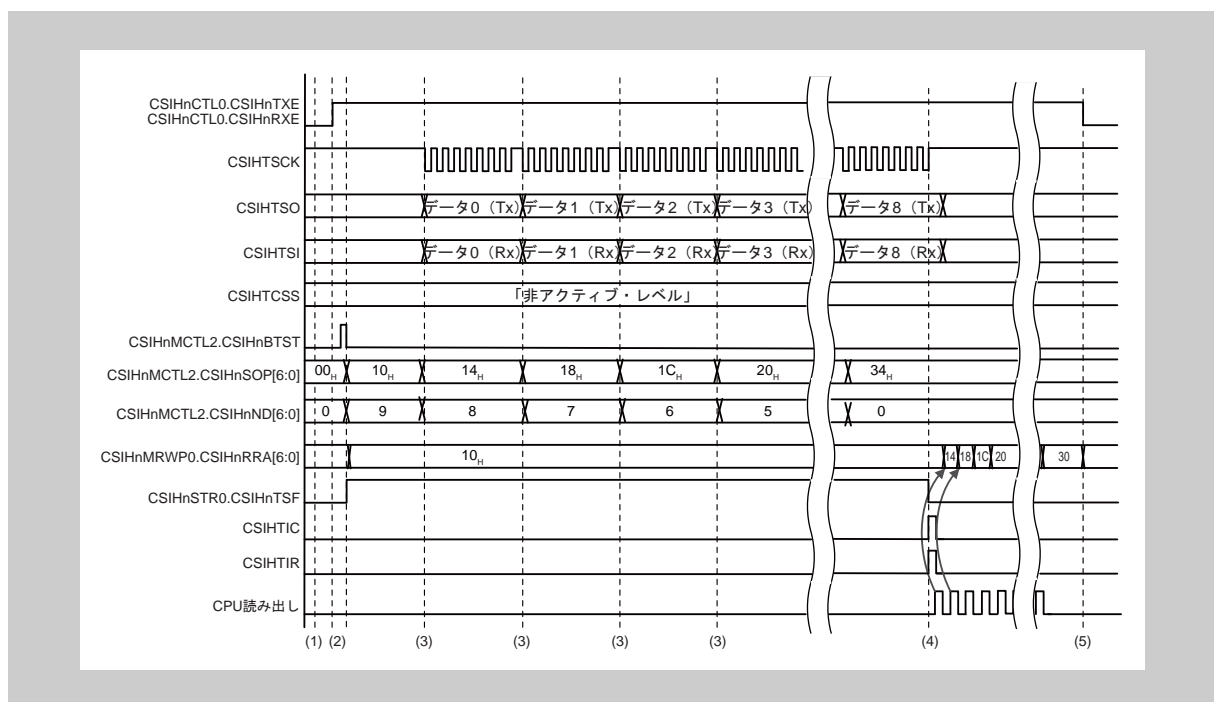 CSIHnCTL0.CSIHnTXE
CSIHnCTL0.CSIHnRXE
CSIHTSCK
CSIHTSO データ0（Tx） データ1（Tx） データ2（Tx） データ3（Tx） データ8（Tx）
CSIHTSI データ0（Rx） データ1（Rx） データ2（Rx） データ3（Rx） データ8（Rx）
CSIHTCSS 「非アクティブ・レベル」
CSIHnMCTL2.CSIHnBTST
CSIHnMCTL2.CSIHnSOP[6:0] 00H 10H 14H 18H 1CH 20H 34H
CSIHnMCTL2.CSIHnND[6:0] 0 9 8 7 6 5 0
CSIHnMRWP0.CSIHnRRA[6:0] 10H 14 18 1C 20 30
CSIHnSTR0.CSIHnTSF
CSIHTIC
CSIHTIR
CPU読み出し
(1) (2) (3) (3) (3) (3) (4) (5)